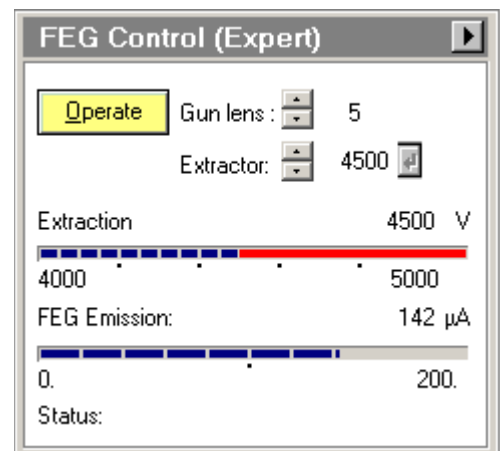 FEG Control (Expert)
Operate Gun lens : 5
Extractor: 4500
Extraction 4500 V
4000 5000
FEG Emission: 142 µA
0. 200.
Status: